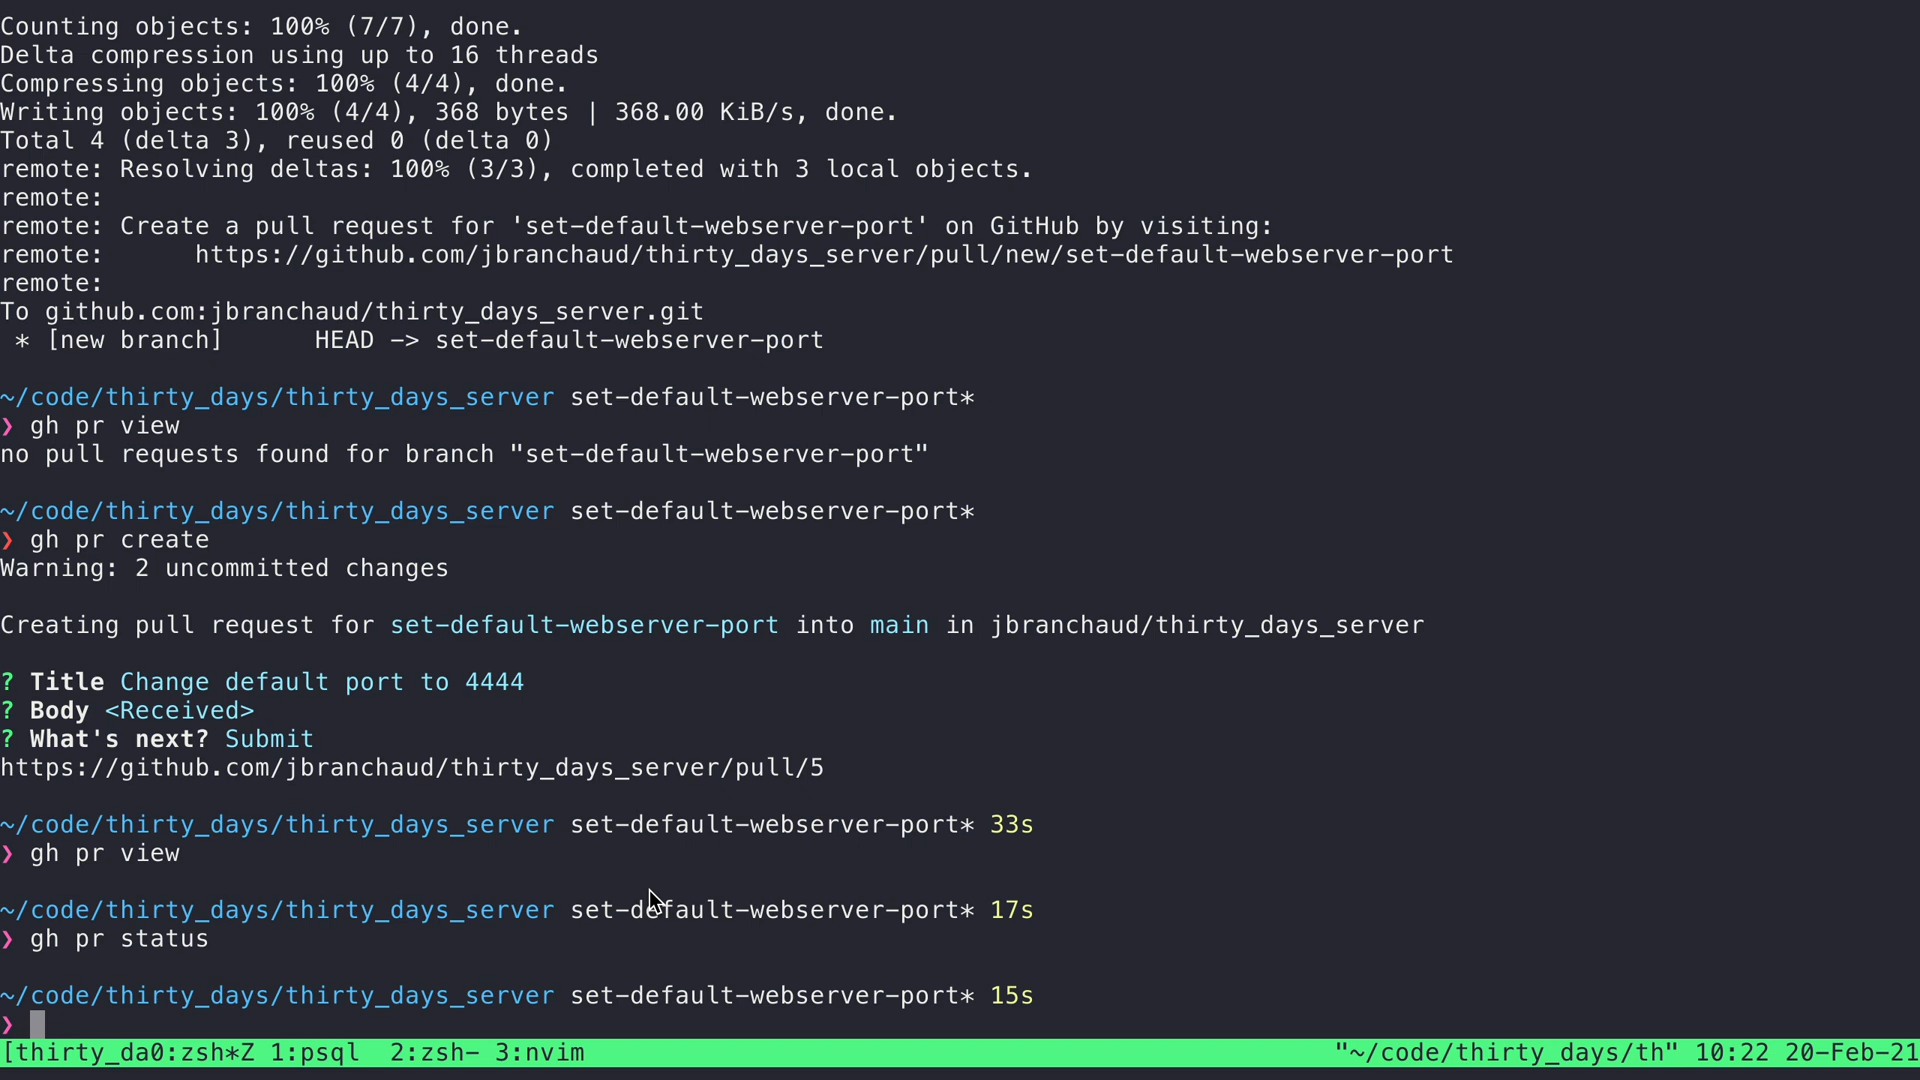 Counting objects: 100% (7/7), done.
Delta compression using up to 16 threads
Compressing objects: 100% (4/4), done.
Writing objects: 100% (4/4), 368 bytes | 368.00 KiB/s, done.
Total 4 (delta 3), reused 0 (delta 0)
remote: Resolving deltas: 100% (3/3), completed with 3 local objects.
remote:
remote: Create a pull request for 'set-default-webserver-port' on GitHub by visiting:
remote:      https://github.com/jbranchaud/thirty_days_server/pull/new/set-default-webserver-port
remote:
To github.com:jbranchaud/thirty_days_server.git
 * [new branch]      HEAD -> set-default-webserver-port
~/code/thirty_days/thirty_days_server set-default-webserver-port*
❯ gh pr view
no pull requests found for branch "set-default-webserver-port"
~/code/thirty_days/thirty_days_server set-default-webserver-port*
❯ gh pr create
Warning: 2 uncommitted changes
Creating pull request for set-default-webserver-port into main in jbranchaud/thirty_days_server
? Title Change default port to 4444
? Body <Received>
? What's next? Submit
https://github.com/jbranchaud/thirty_days_server/pull/5
~/code/thirty_days/thirty_days_server set-default-webserver-port* 33s
❯ gh pr view
~/code/thirty_days/thirty_days_server set-default-webserver-port* 17s
❯ gh pr status
~/code/thirty_days/thirty_days_server set-default-webserver-port* 15s
❯
[thirty_da0:zsh*Z 1:psql  2:zsh- 3:nvim "~/code/thirty_days/th" 10:22 20-Feb-21